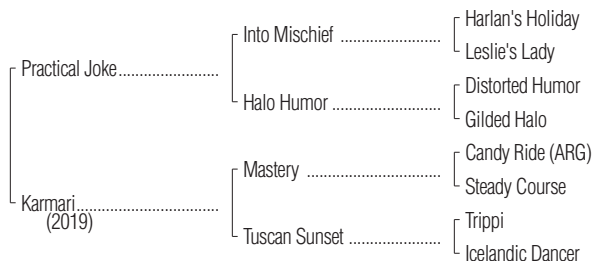 Harlan's Holiday
Into Mischief ........................
Leslie's Lady
Practical Joke........................
Distorted Humor
Halo Humor ..........................
Gilded Halo
Candy Ride (ARG)
Mastery ................................
Steady Course
Karmari..................................
(2019)
Trippi
Tuscan Sunset ......................
Icelandic Dancer